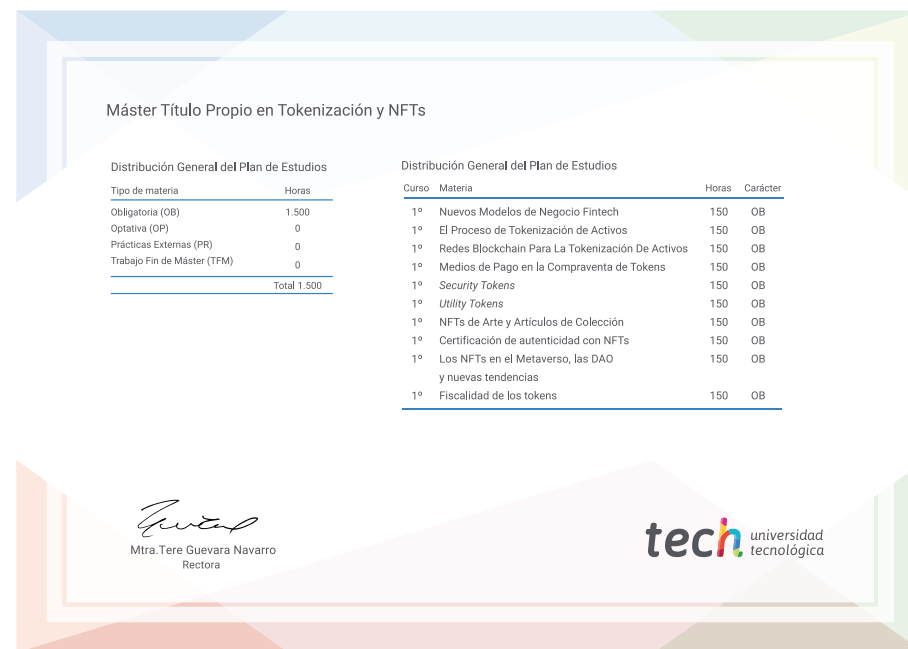 Máster Título Propio en Tokenización y NFTs
Distribución General del Plan de Estudios
Tipo de materia Horas
Obligatoria (OB) 1.500
Optativa (OP) 0
Prácticas Externas (PR) 0
Trabajo Fin de Máster (TFM) 0
Total 1.500
Distribución General del Plan de Estudios
Curso Materia Horas Carácter
1º Nuevos Modelos de Negocio Fintech 150 OB
1º El Proceso de Tokenización de Activos 150 OB
1º Redes Blockchain Para La Tokenización De Activos 150 OB
1º Medios de Pago en la Compraventa de Tokens 150 OB
1º Security Tokens 150 OB
1º Utility Tokens 150 OB
1º NFTs de Arte y Artículos de Colección 150 OB
1º Certificación de autenticidad con NFTs 150 OB
1º Los NFTs en el Metaverso, las DAO 150 OB
y nuevas tendencias
1º Fiscalidad de los tokens 150 OB
Mtra.Tere Guevara Navarro
Rectora
tech universidad
tecnológica